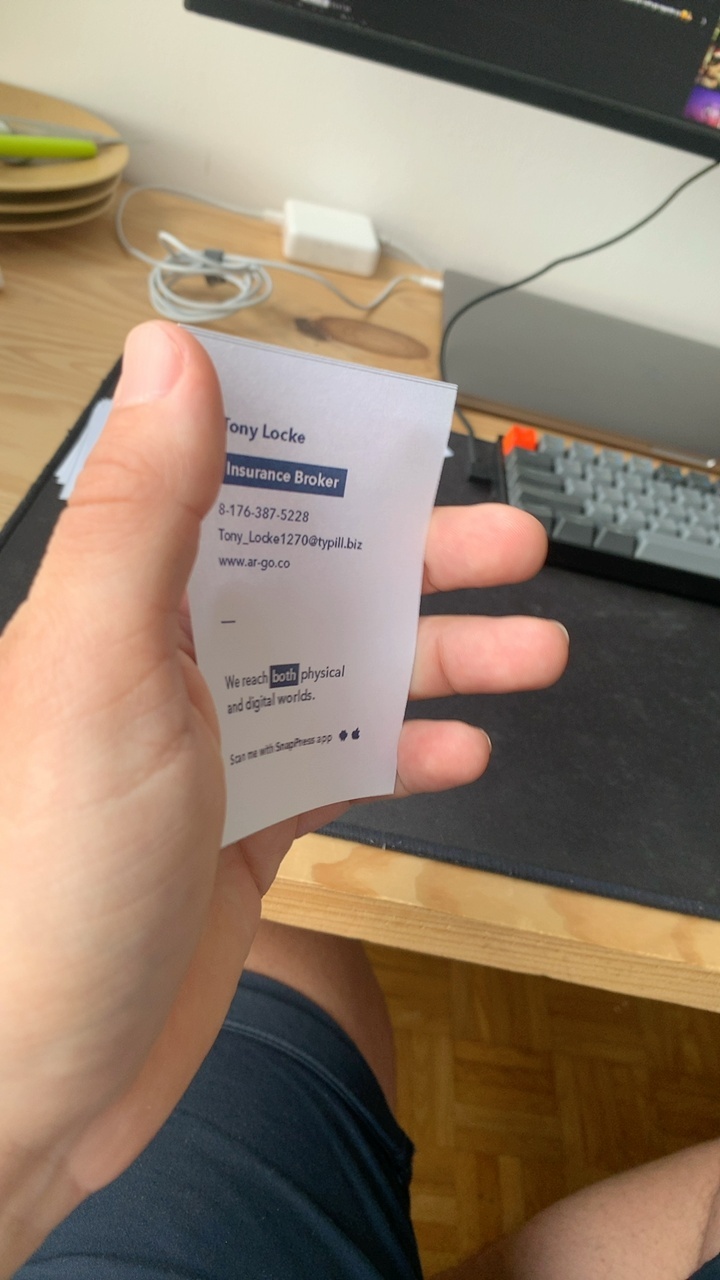 Tony Locke
Insurance Broker
8-176-387-5228
Tony_Locke1270@typill.biz
www.ar-go.co
We reach both physical
and digital worlds.
Scan me with SnapPress app